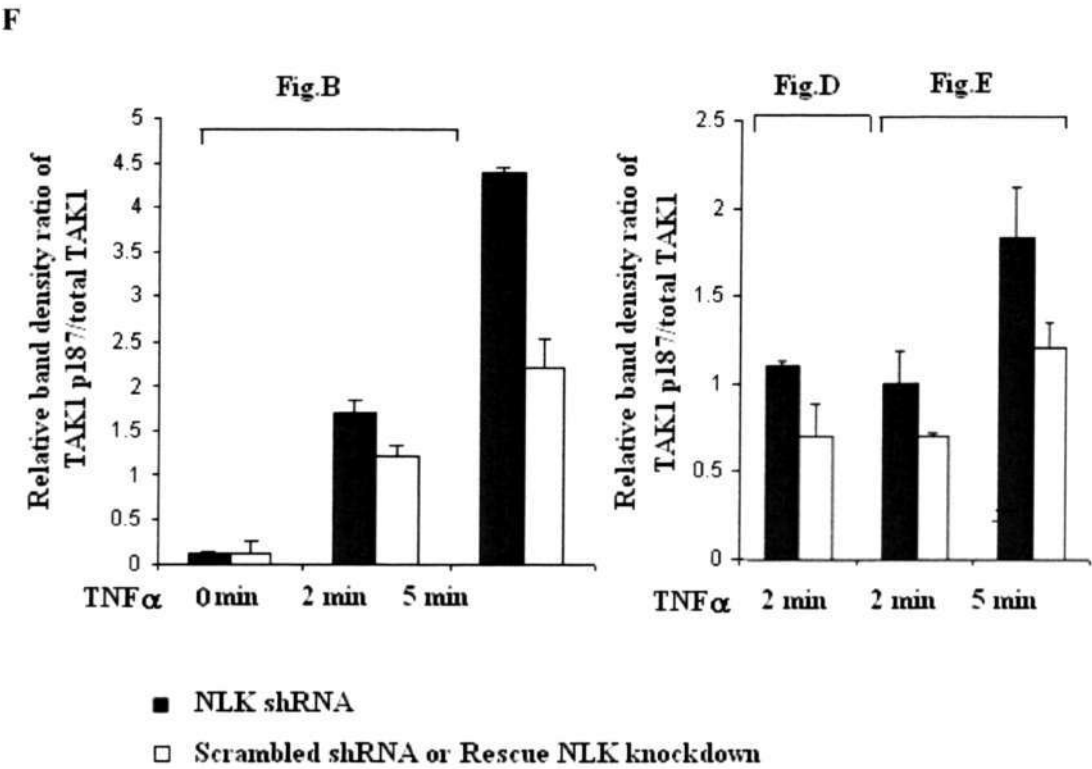 F
Fig.B
Relative band density ratio of
TAK1 p187/total TAK1
5
4.5
4
3.5
3
2.5
2
1.5
1
0.5
0
TNFα 0 min 2 min 5 min
Fig.D Fig.E
Relative band density ratio of
TAK1 p187/total TAK1
2.5
2
1.5
1
0.5
0
TNFα 2 min 2 min 5 min
NLK shRNA
Scrambled shRNA or Rescue NLK knockdown